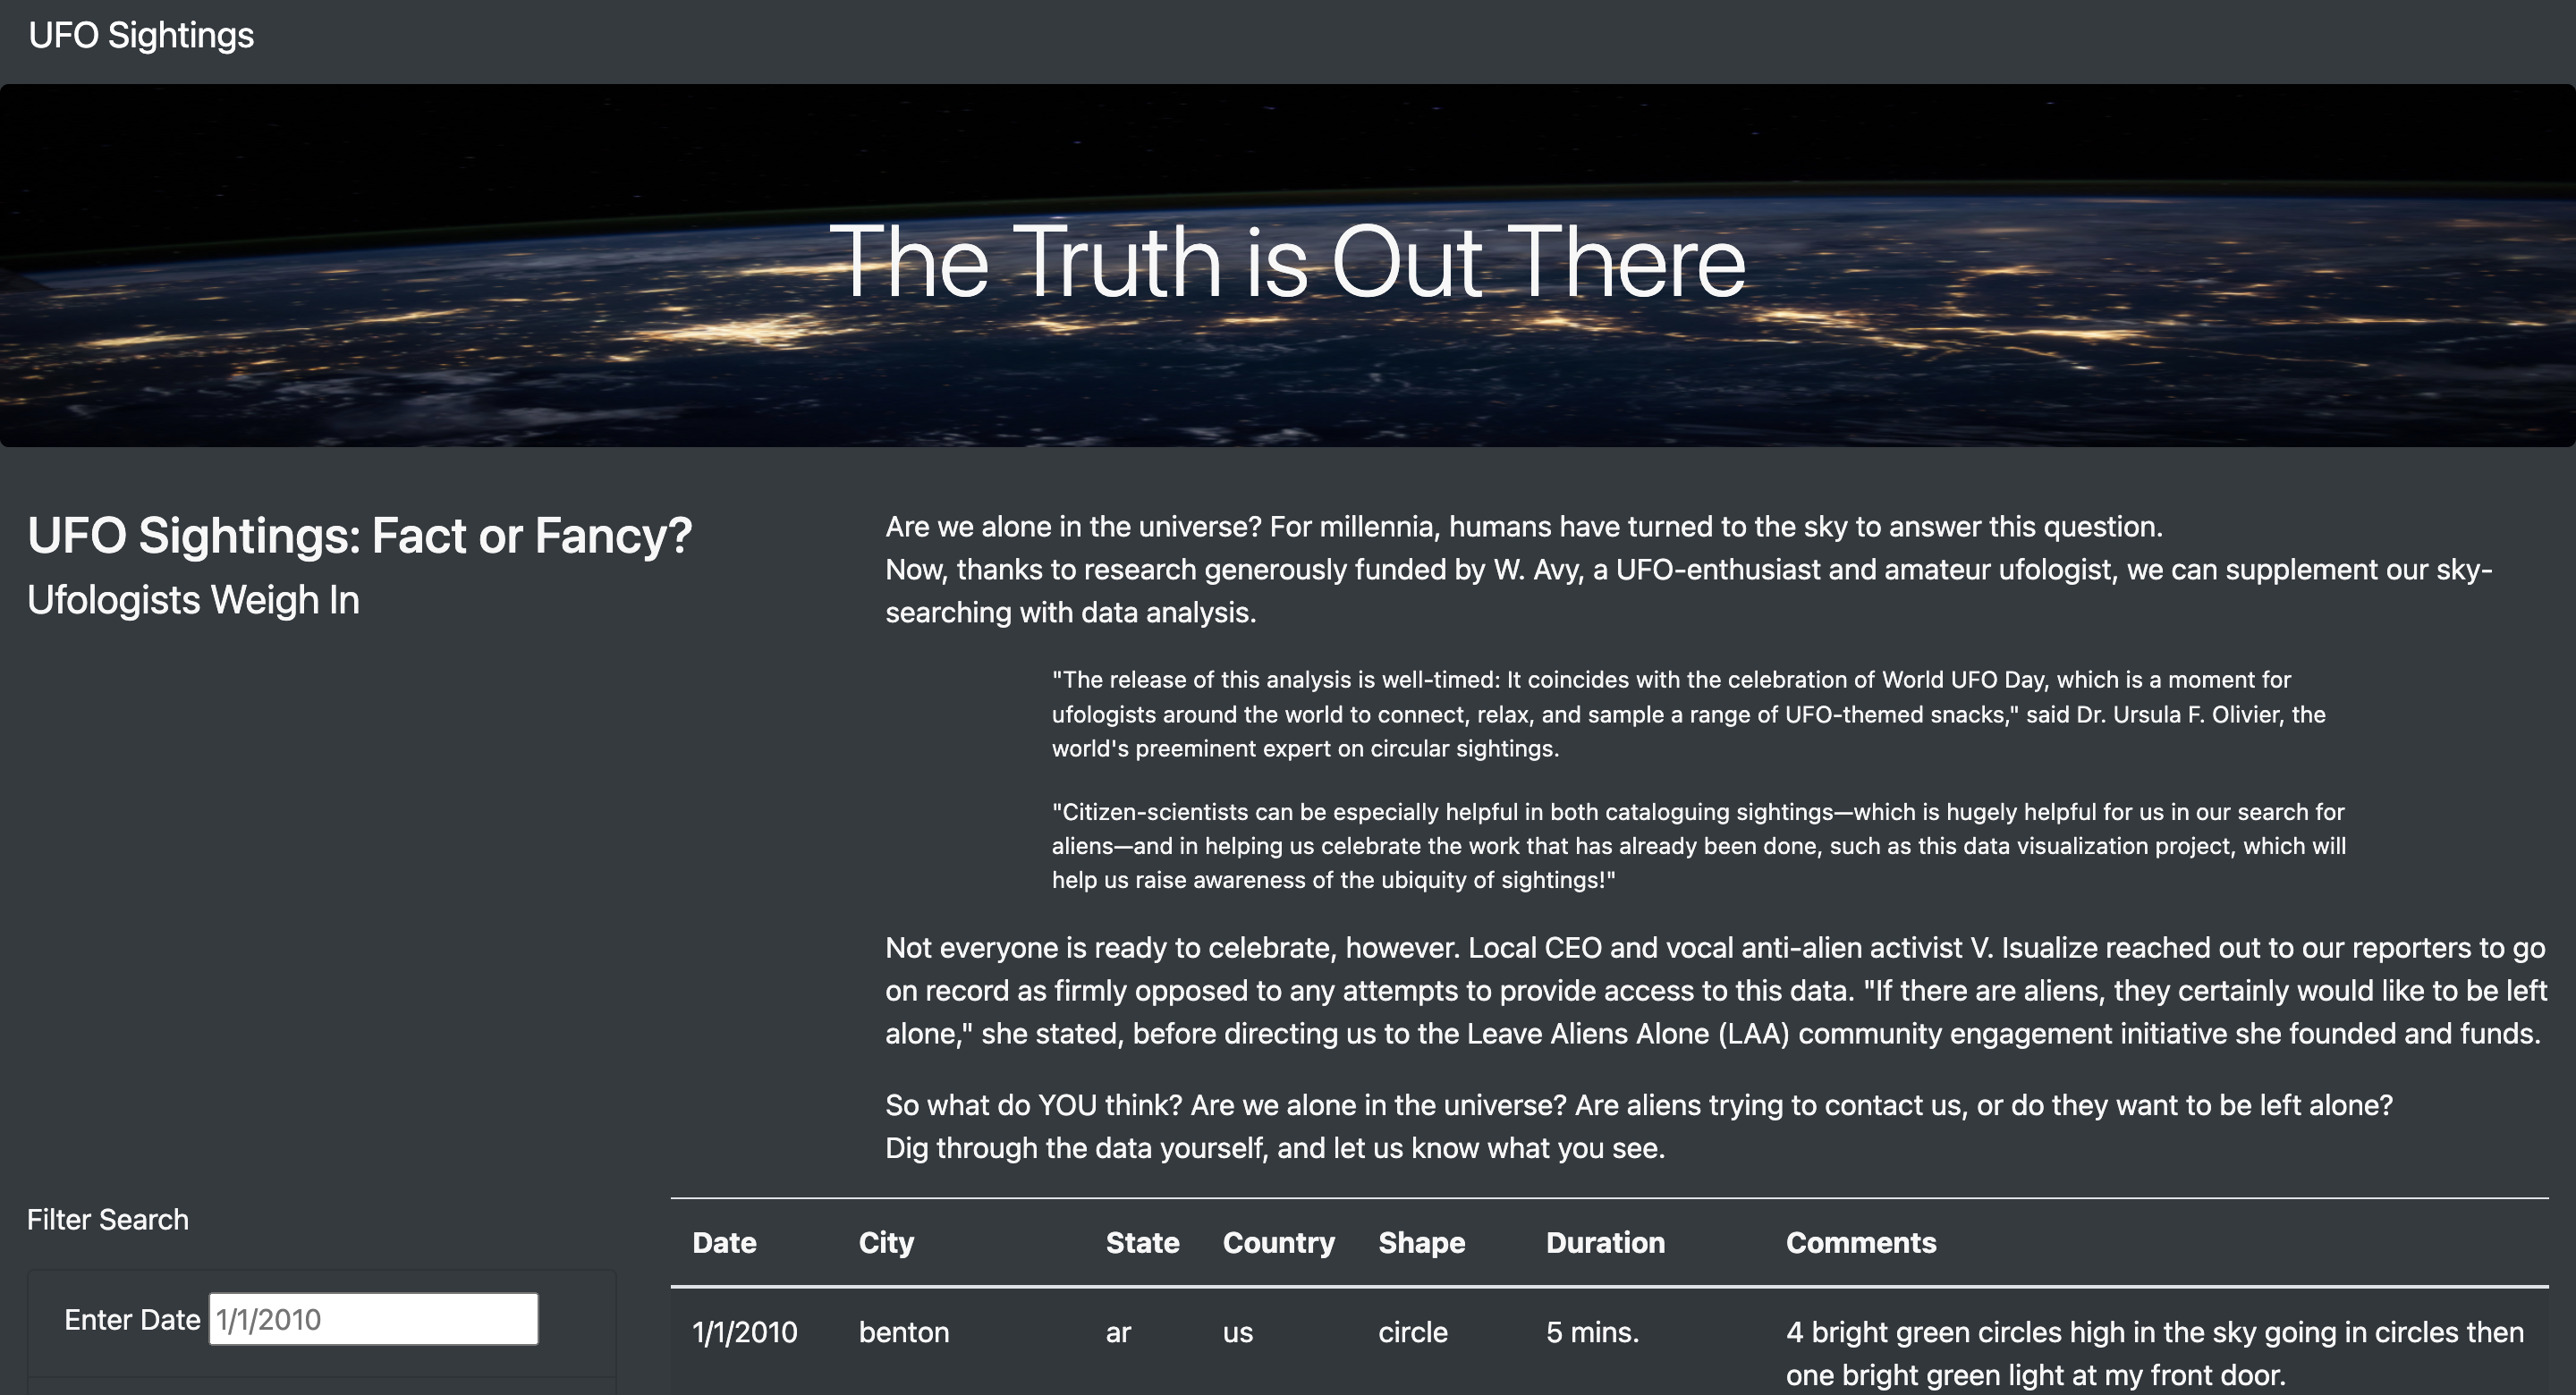 UFO Sightings
The Truth is Out There
UFO Sightings: Fact or Fancy?
Ufologists Weigh In
Are we alone in the universe? For millennia, humans have turned to the sky to answer this question.
Now, thanks to research generously funded by W. Avy, a UFO-enthusiast and amateur ufologist, we can supplement our sky-
searching with data analysis.
"The release of this analysis is well-timed: It coincides with the celebration of World UFO Day, which is a moment for
ufologists around the world to connect, relax, and sample a range of UFO-themed snacks," said Dr. Ursula F. Olivier, the
world's preeminent expert on circular sightings.
"Citizen-scientists can be especially helpful in both cataloguing sightings—which is hugely helpful for us in our search for
aliens—and in helping us celebrate the work that has already been done, such as this data visualization project, which will
help us raise awareness of the ubiquity of sightings!"
Not everyone is ready to celebrate, however. Local CEO and vocal anti-alien activist V. Isualize reached out to our reporters to go
on record as firmly opposed to any attempts to provide access to this data. "If there are aliens, they certainly would like to be left
alone," she stated, before directing us to the Leave Aliens Alone (LAA) community engagement initiative she founded and funds.
So what do YOU think? Are we alone in the universe? Are aliens trying to contact us, or do they want to be left alone?
Dig through the data yourself, and let us know what you see.
Filter Search
Enter Date 1/1/2010
Date City State Country Shape Duration Comments
1/1/2010 benton ar us circle 5 mins. 4 bright green circles high in the sky going in circles then
one bright green light at my front door.